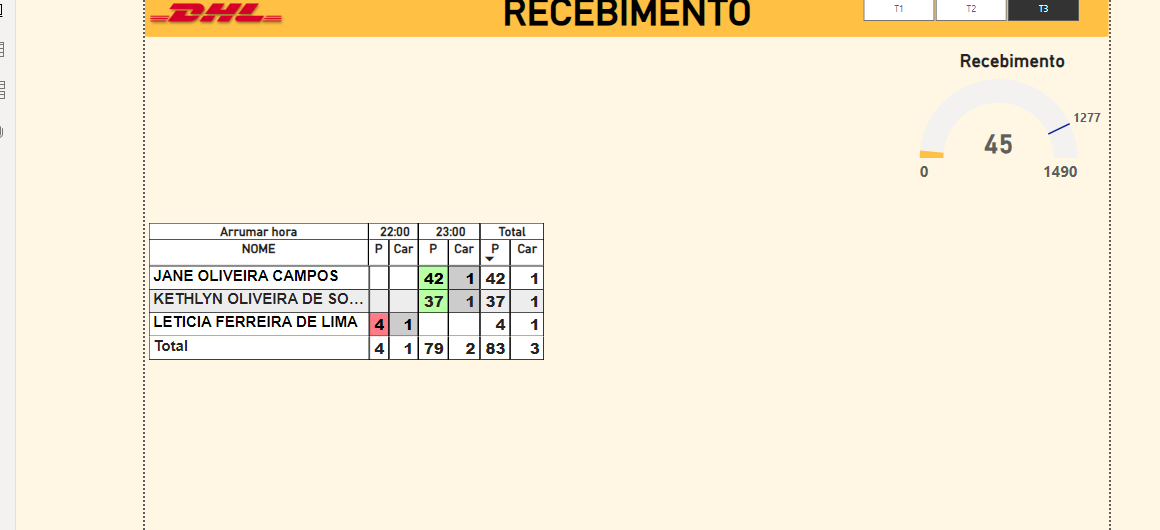 DHL
RECEBIMENTO
T1 T2 T3
Recebimento
1277
45
0 1490
Arrumar hora 22:00 23:00 Total
NOME P Car P Car P Car
JANE OLIVEIRA CAMPOS 42 1 42 1
KETHLYN OLIVEIRA DE SO... 37 1 37 1
LETICIA FERREIRA DE LIMA 4 1 4 1
Total 4 1 79 2 83 3